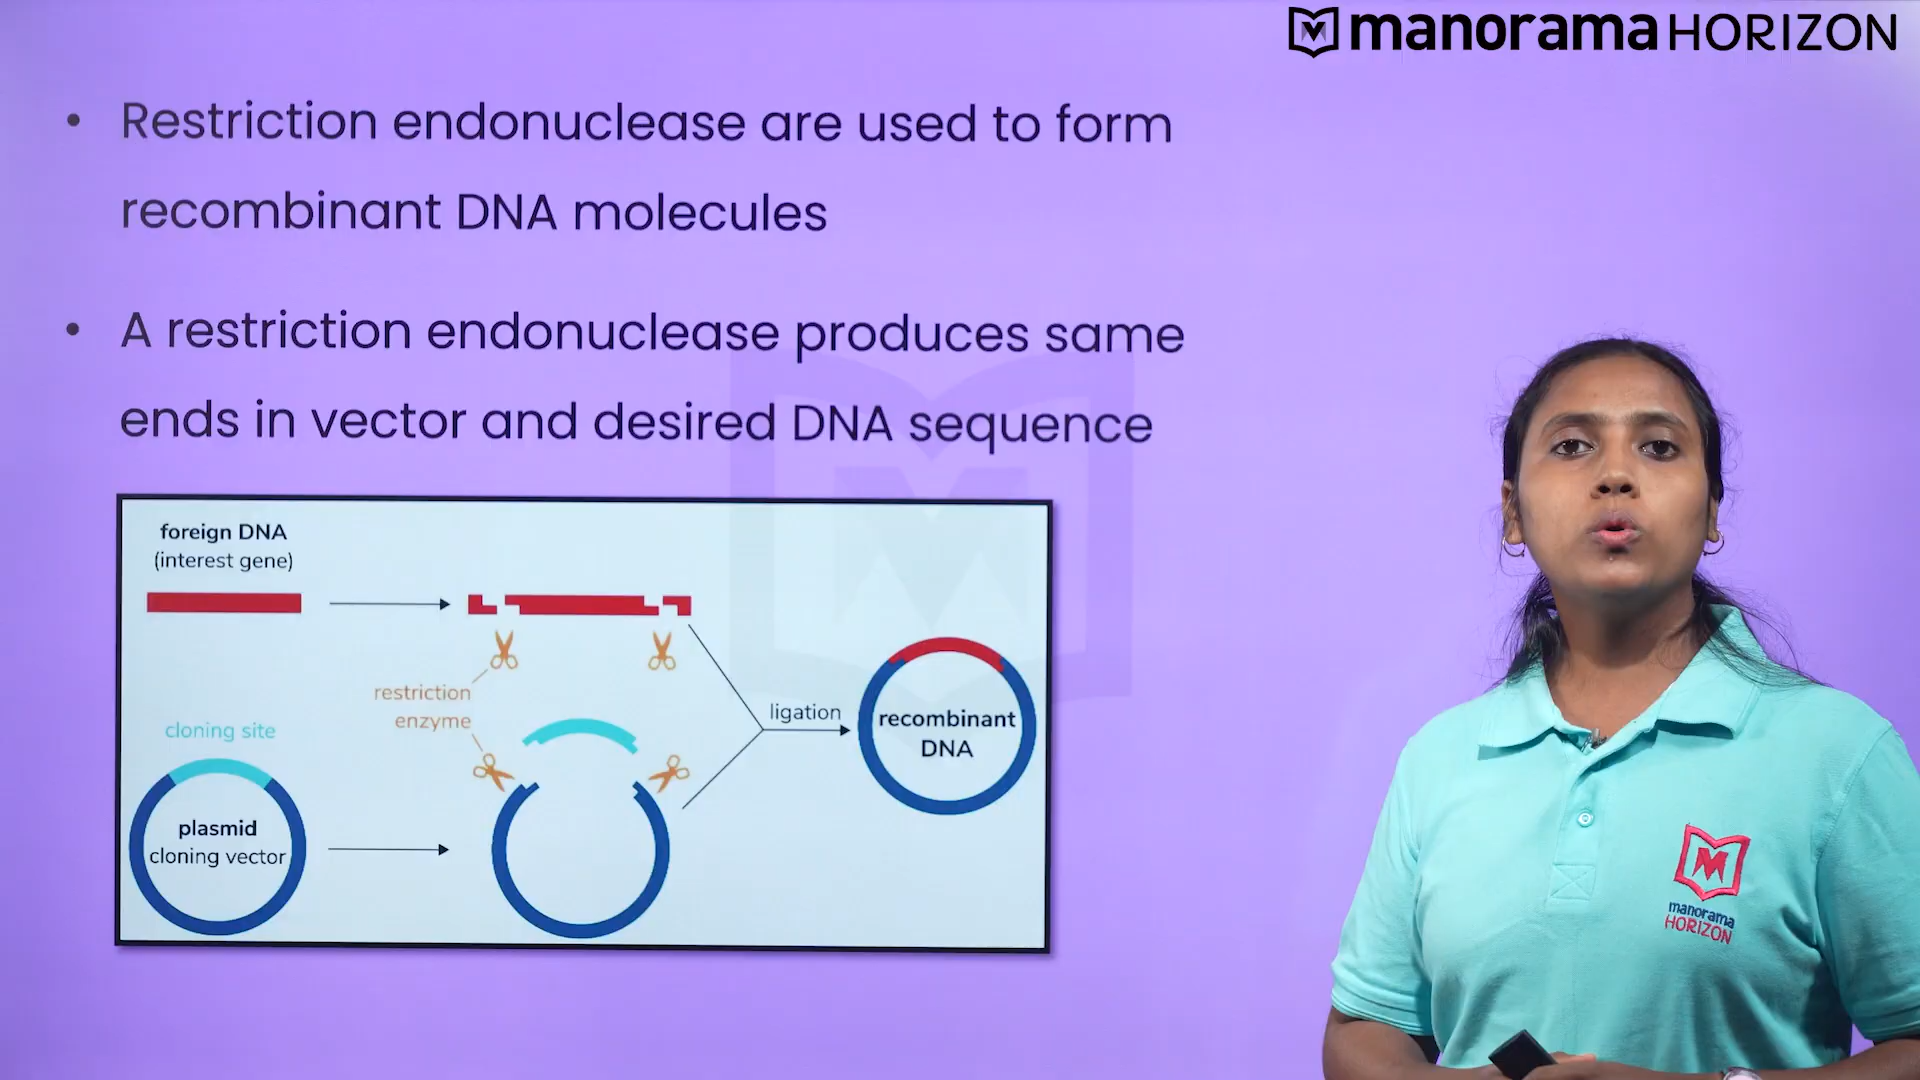 manorama HORIZON
• Restriction endonuclease are used to form
recombinant DNA molecules
• A restriction endonuclease produces same
ends in vector and desired DNA sequence
foreign DNA
(interest gene)
restriction
enzyme
cloning site
plasmid
cloning vector
ligation
recombinant
DNA
manorama
HORIZON